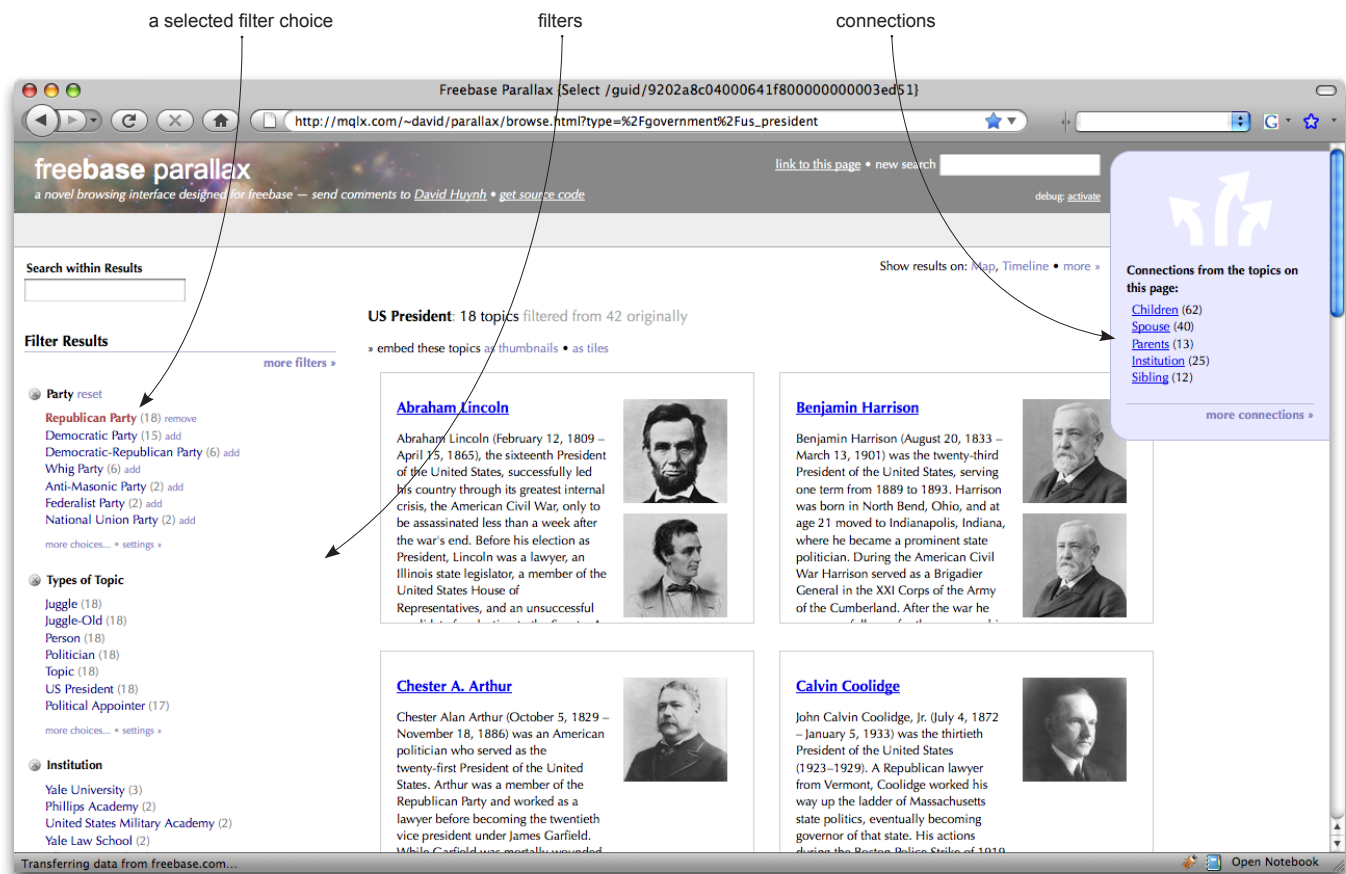 a selected filter choice
filters
connections
Freebase Parallax {Select /guid/9202a8c04000641f800000000003ed51}
http://mqlx.com/~david/parallax/browse.html?type=%2Fgovernment%2Fus_president
G
freebase parallax
a novel browsing interface designed for freebase — send comments to David Huynh • get source code
link to this page • new search
debug: activate
Search within Results
Show results on: Map, Timeline • more »
Filter Results
more filters »
Party reset
Republican Party (18) remove
Democratic Party (15) add
Democratic-Republican Party (6) add
Whig Party (6) add
Anti-Masonic Party (2) add
Federalist Party (2) add
National Union Party (2) add
more choices... • settings »
Types of Topic
Juggle (18)
Juggle-Old (18)
Person (18)
Politician (18)
Topic (18)
US President (18)
Political Appointer (17)
more choices... • settings »
Institution
Yale University (3)
Phillips Academy (2)
United States Military Academy (2)
Yale Law School (2)
US President: 18 topics filtered from 42 originally
» embed these topics as thumbnails • as tiles
Abraham Lincoln
Abraham Lincoln (February 12, 1809 –
April 15, 1865), the sixteenth President
of the United States, successfully led
his country through its greatest internal
crisis, the American Civil War, only to
be assassinated less than a week after
the war's end. Before his election as
President, Lincoln was a lawyer, an
Illinois state legislator, a member of the
United States House of
Representatives, and an unsuccessful
Benjamin Harrison
Benjamin Harrison (August 20, 1833 –
March 13, 1901) was the twenty-third
President of the United States, serving
one term from 1889 to 1893. Harrison
was born in North Bend, Ohio, and at
age 21 moved to Indianapolis, Indiana,
where he became a prominent state
politician. During the American Civil
War Harrison served as a Brigadier
General in the XXI Corps of the Army
of the Cumberland. After the war he
Chester A. Arthur
Chester Alan Arthur (October 5, 1829 –
November 18, 1886) was an American
politician who served as the
twenty-first President of the United
States. Arthur was a member of the
Republican Party and worked as a
lawyer before becoming the twentieth
vice president under James Garfield.
While Garfield was mortally wounded
Calvin Coolidge
John Calvin Coolidge, Jr. (July 4, 1872
– January 5, 1933) was the thirtieth
President of the United States
(1923–1929). A Republican lawyer
from Vermont, Coolidge worked his
way up the ladder of Massachusetts
state politics, eventually becoming
governor of that state. His actions
during the Boston Police Strike of 1919
Connections from the topics on
this page:
Children (62)
Spouse (40)
Parents (13)
Institution (25)
Sibling (12)
more connections »
Transferring data from freebase.com...
Open Notebook